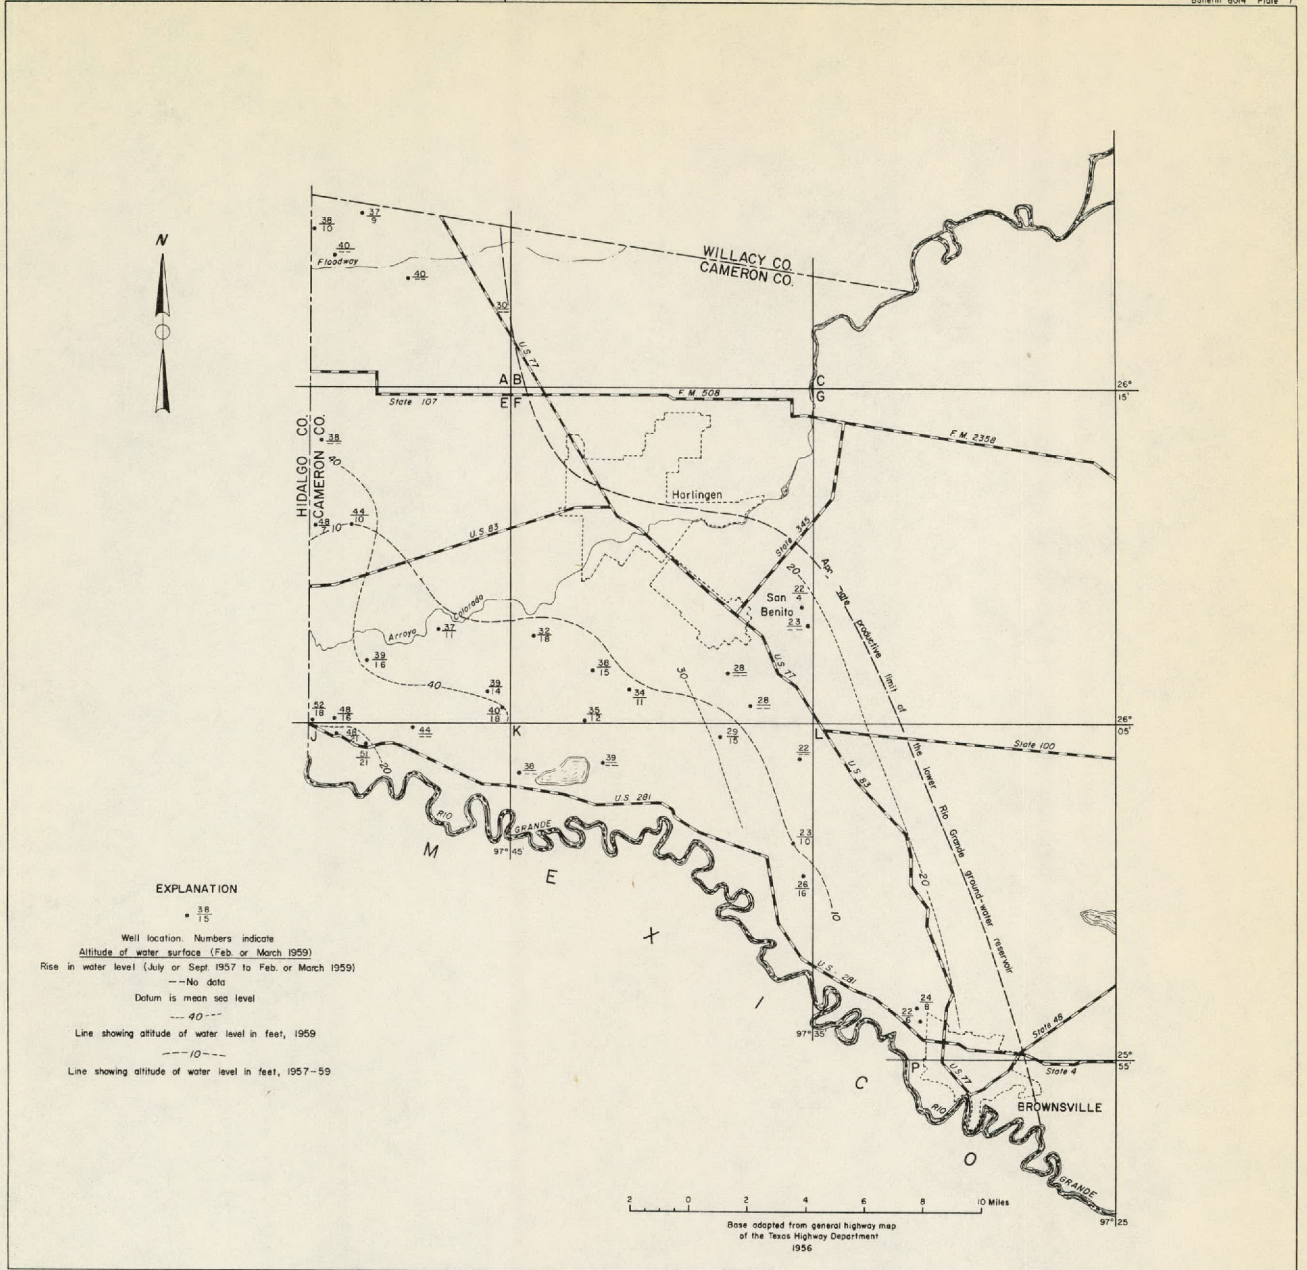 Bulletin 6014 Plate 7
N
38
10
37
9
40
--
Floodway
40
--
30
WILLACY CO.
CAMERON CO.
U.S. 77
A B
E F
C
G
26°
15'
State 107
F. M. 508
F. M. 2358
HIDALGO CO.
CAMERON CO.
38
--
40
48
7
10
44
10
U.S. 83
Harlingen
State 345
20
San
Benito
22
4
23
--
productive limit of the lower Rio Grande ground-water reservoir
Arroyo Colorado
37
11
32
18
39
16
38
15
34
11
39
14
40
40
18
35
12
30
28
--
28
--
U.S. 77
52
18
48
16
44
--
51
21
20
J
K
L
26°
05'
29
15
22
--
State 100
U.S. 83
38
--
39
--
U.S. 281
RIO GRANDE
97° 45'
23
10
26
16
10
20
M E X I C O
U.S. 281
97° 35'
24
8
22
6
State 48
25°
55'
P
U.S. 77
State 4
RIO
BROWNSVILLE
GRANDE
97° 25
EXPLANATION
38
15
Well location. Numbers indicate
Altitude of water surface (Feb. or March 1959)
Rise in water level (July or Sept. 1957 to Feb. or March 1959)
--No data
Datum is mean sea level
---40---
Line showing altitude of water level in feet, 1959
---10---
Line showing altitude of water level in feet, 1957-59
2 0 2 4 6 8 10 Miles
Base adapted from general highway map
of the Texas Highway Department
1956